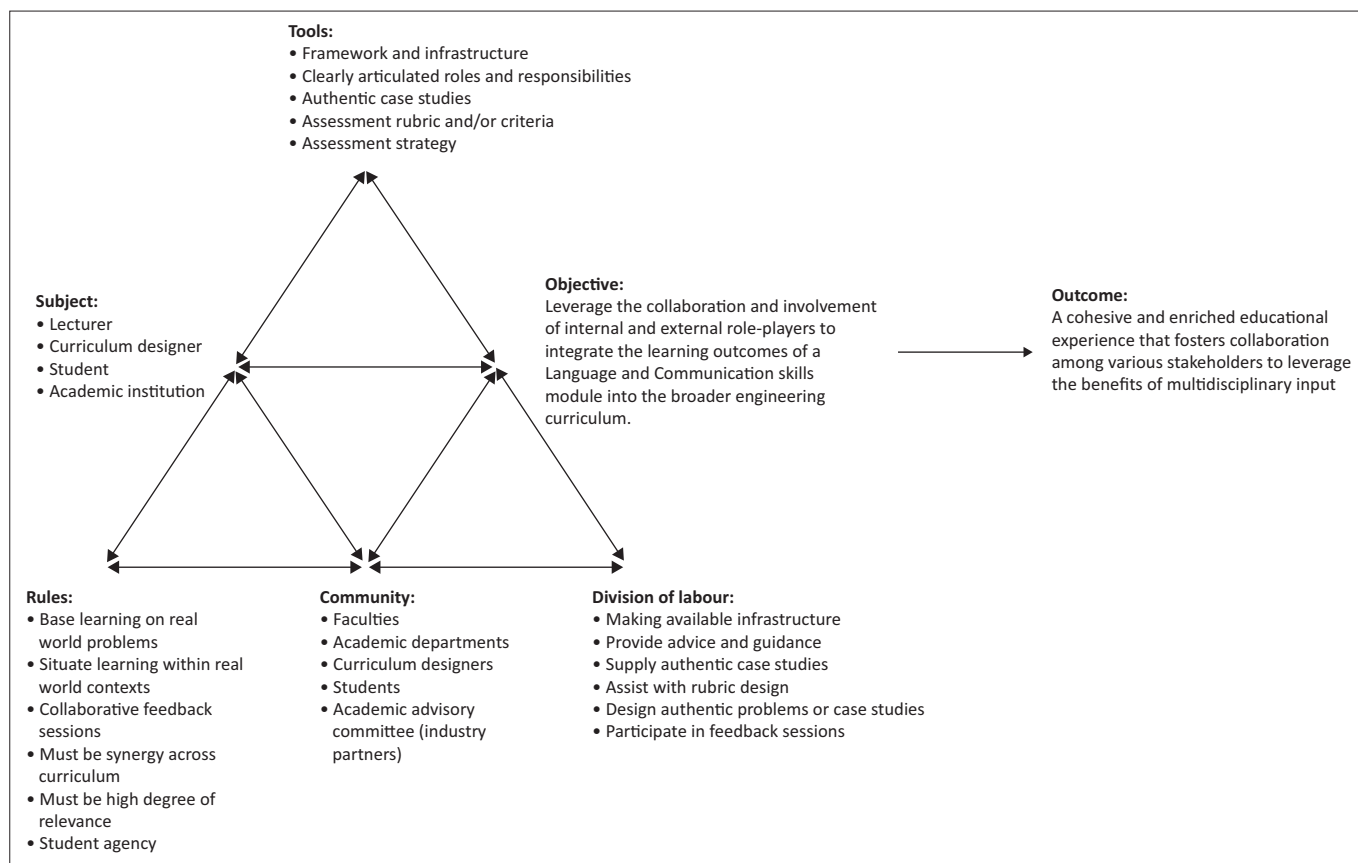 Tools:
• Framework and infrastructure
• Clearly articulated roles and responsibilities
• Authentic case studies
• Assessment rubric and/or criteria
• Assessment strategy
Subject:
• Lecturer
• Curriculum designer
• Student
• Academic institution
Objective:
Leverage the collaboration and involvement
of internal and external role-players to
integrate the learning outcomes of a
Language and Communication skills
module into the broader engineering
curriculum.
Outcome:
A cohesive and enriched educational
experience that fosters collaboration
among various stakeholders to leverage
the benefits of multidisciplinary input
Rules:
• Base learning on real
world problems
• Situate learning within real
world contexts
• Collaborative feedback
sessions
• Must be synergy across
curriculum
• Must be high degree of
relevance
• Student agency
Community:
• Faculties
• Academic departments
• Curriculum designers
• Students
• Academic advisory
committee (industry
partners)
Division of labour:
• Making available infrastructure
• Provide advice and guidance
• Supply authentic case studies
• Assist with rubric design
• Design authentic problems or case studies
• Participate in feedback sessions